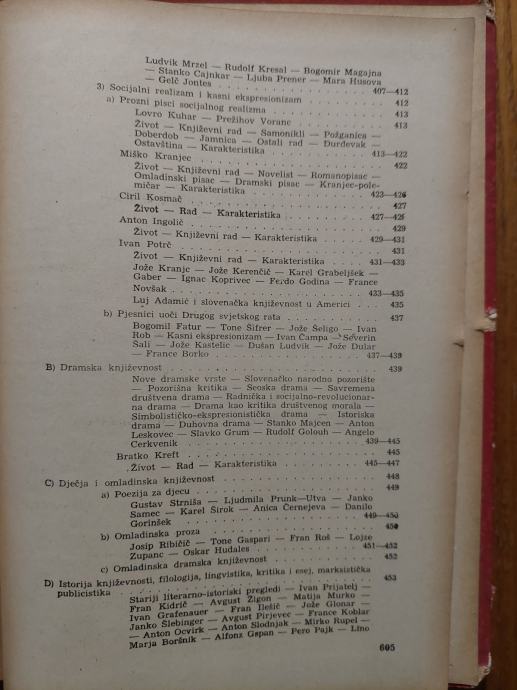 Ludvik Mrzel — Rudolf Kresal — Bogomir Magajna
— Stanko Cajnkar — Ljuba Prener — Mara Husova
— Gelč Jontes . . . . . . . . . . . . . . . . . . 407—412
3) Socijalni realizam i kasni ekspresionizam . . . . . . . . 412
a) Prozni pisci socijalnog realizma . . . . . . . . . . . . 413
Lovro Kuhar — Prežihov Voranc . . . . . . . . . . 413
Život — Književni rad — Samonikli — Požganica —
Doberdob — Jamnica — Ostali rad — Đurđevak —
Ostavština — Karakteristika . . . . . . . . . . . 413—422
Miško Kranjec . . . . . . . . . . . . . . . . . . . . 422
Život — Književni rad — Novelist — Romanopisac —
Omladinski pisac — Dramski pisac — Kranjec-pole-
mičar — Karakteristika . . . . . . . . . . . . . 423—426
Ciril Kosmač . . . . . . . . . . . . . . . . . . . . 427
Život — Rad — Karakteristika . . . . . . . . . . 427—428
Anton Ingolič . . . . . . . . . . . . . . . . . . . . 429
Život — Književni rad — Karakteristika . . . . . 429—431
Ivan Potrč . . . . . . . . . . . . . . . . . . . . . 431
Život — Književni rad — Karakteristika . . . . . 431—433
Jože Kranjc — Jože Kerenčič — Karel Grabeljšek —
Gaber — Ignac Koprivec — Ferdo Godina — France
Novšak . . . . . . . . . . . . . . . . . . . . . 433—435
Luj Adamić i slovenačka književnost u Americi . . . 435
b) Pjesnici uoči Drugog svjetskog rata . . . . . . . . . . 437
Bogomil Fatur — Tone Šifrer — Jože Šeligo — Ivan
Rob — Kasni ekspresionizam — Ivan Čampa — Severin
Šali — Jože Kastelic — Dušan Ludvik — Jože Dular
— France Borko . . . . . . . . . . . . . . . . . 437—439
B) Dramska književnost . . . . . . . . . . . . . . . . . . 439
Nove dramske vrste — Slovenačko narodno pozorište
— Pozorišna kritika — Seoska drama — Savremena
društvena drama — Radnička i socijalno-revolucionar-
na drama — Drama kao kritika društvenog morala —
Simbolističko-ekspresionistička drama — Istoriska
drama — Duhovna drama — Stanko Majcen — Anton
Leskovec — Slavko Grum — Rudolf Golouh — Angelo
Cerkvenik . . . . . . . . . . . . . . . . . . . 439—445
Bratko Kreft . . . . . . . . . . . . . . . . . . . . 445
Život — Rad — Karakteristika . . . . . . . . . . 445—447
C) Dječja i omladinska književnost . . . . . . . . . . . . 448
a) Poezija za djecu . . . . . . . . . . . . . . . . . . . 449
Gustav Strniša — Ljudmila Prunk—Utva — Janko
Samec — Karel Širok — Anica Černejeva — Danilo
Gorinšek . . . . . . . . . . . . . . . . . . . . 449—450
b) Omladinska proza . . . . . . . . . . . . . . . . . . . 450
Josip Ribičič — Tone Gaspari — Fran Roš — Lojze
Zupanc — Oskar Hudales . . . . . . . . . . . . . 451—452
c) Omladinska dramska književnost . . . . . . . . . . . . 452
D) Istorija književnosti, filologija, lingvistika, kritika i esej, marksistička
publicistika . . . . . . . . . . . . . . . . . . . . . 453
Stariji literarno-istoriski pregledi — Ivan Prijatelj —
Fran Kidrič — Avgust Žigon — Matija Murko —
Ivan Grafenauer — Fran Ilešič — Jože Glonar —
Janko Šlebinger — Avgust Pirjevec — France Koblar
— Anton Ocvirk — Anton Slodnjak — Mirko Rupel —
Marja Boršnik — Alfonz Gspan — Pero Pajk — Lino
605